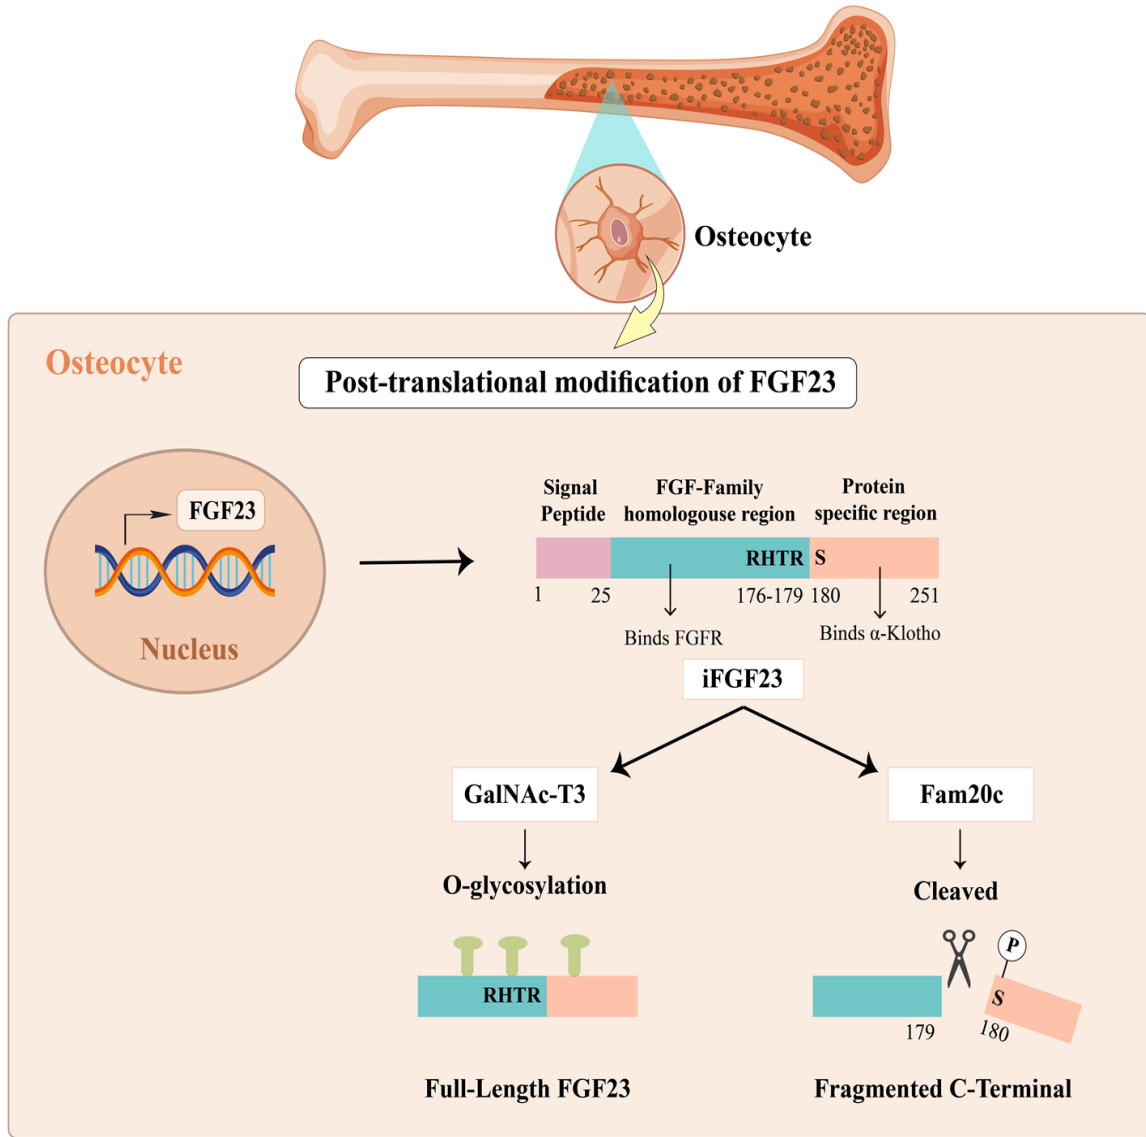 Osteocyte
Osteocyte
Post-translational modification of FGF23
FGF23
Nucleus
Signal
Peptide
FGF-Family
homologouse region
Protein
specific region
RHTR
S
1
25
176-179
180
251
Binds FGFR
Binds α-Klotho
iFGF23
GalNAc-T3
Fam20c
O-glycosylation
Cleaved
RHTR
P
S
179
180
Full-Length FGF23
Fragmented C-Terminal